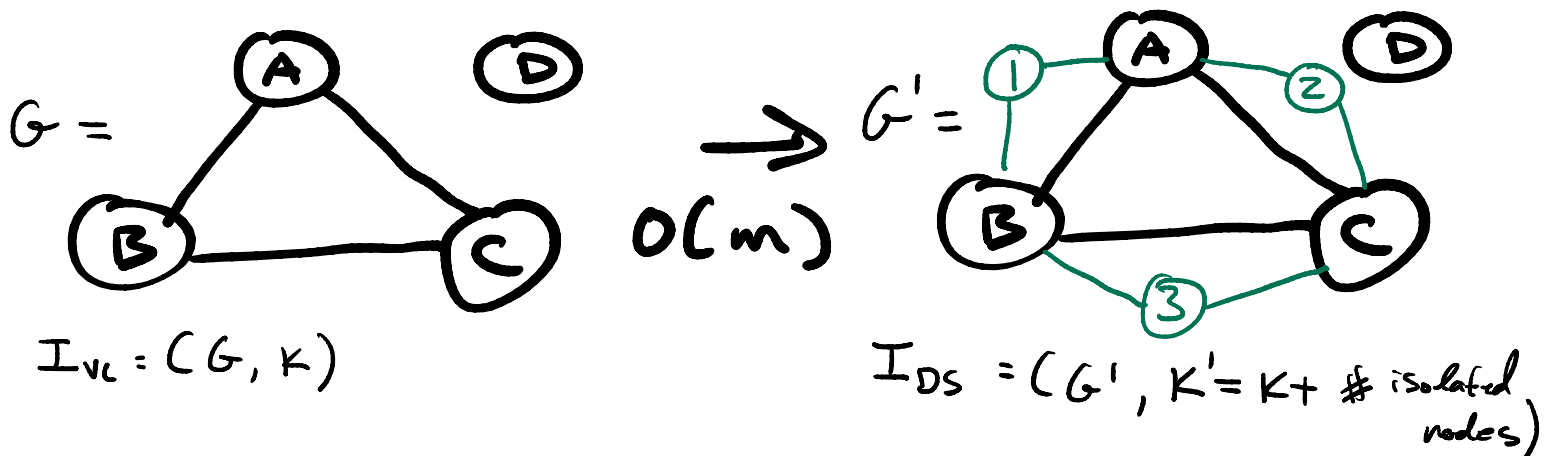 G =
A
D
B
C
I_VC = (G, K)
→
O(m)
G' =
1
A
2
D
B
C
3
I_DS = (G', K' = K + # isolated
nodes)